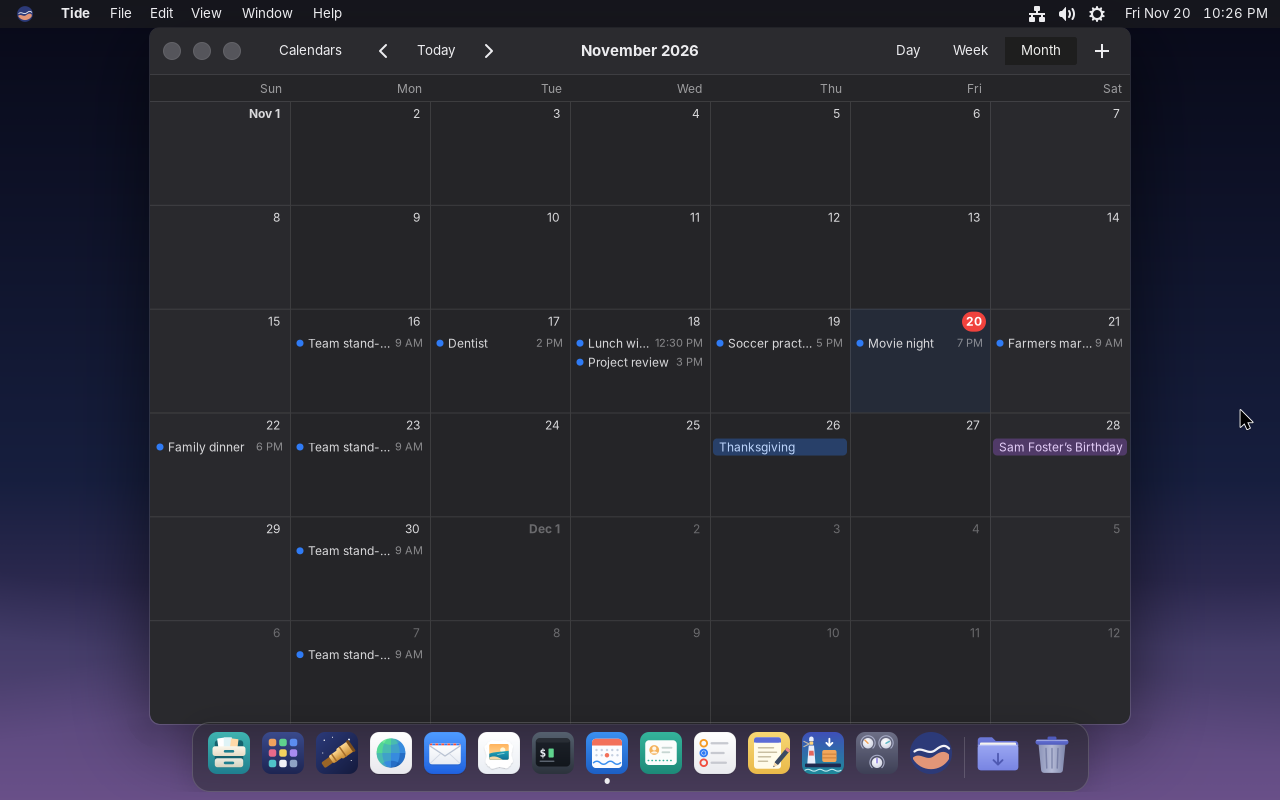 Tide File Edit View Window Help Fri Nov 20 10:26 PM
Calendars Today November 2026 Day Week Month
Sun Mon Tue Wed Thu Fri Sat
Nov 1 2 3 4 5 6 7
8 9 10 11 12 13 14
15 16 17 18 19 20 21
Team stand-... 9 AM Dentist 2 PM Lunch wi... 12:30 PM Soccer pract... 5 PM Movie night 7 PM Farmers mar... 9 AM
Project review 3 PM
22 23 24 25 26 27 28
Family dinner 6 PM Team stand-... 9 AM Thanksgiving Sam Foster's Birthday
29 30 Dec 1 2 3 4 5
Team stand-... 9 AM
6 7 8 9 10 11 12
Team stand-... 9 AM
$